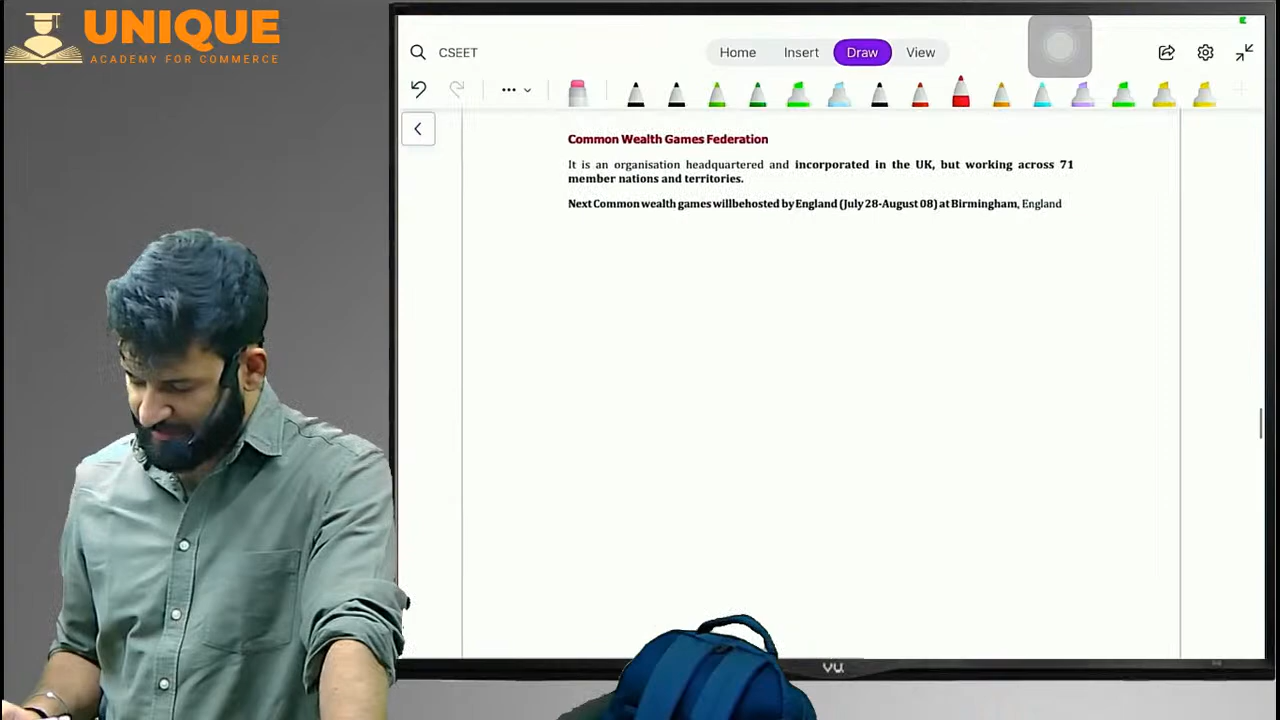 UNIQUE
ACADEMY FOR COMMERCE
CSEET
Home Insert Draw View
Common Wealth Games Federation
It is an organisation headquartered and incorporated in the UK, but working across 71
member nations and territories.
Next Common wealth games willbehosted by England (July 28-August 08) at Birmingham, England
vu